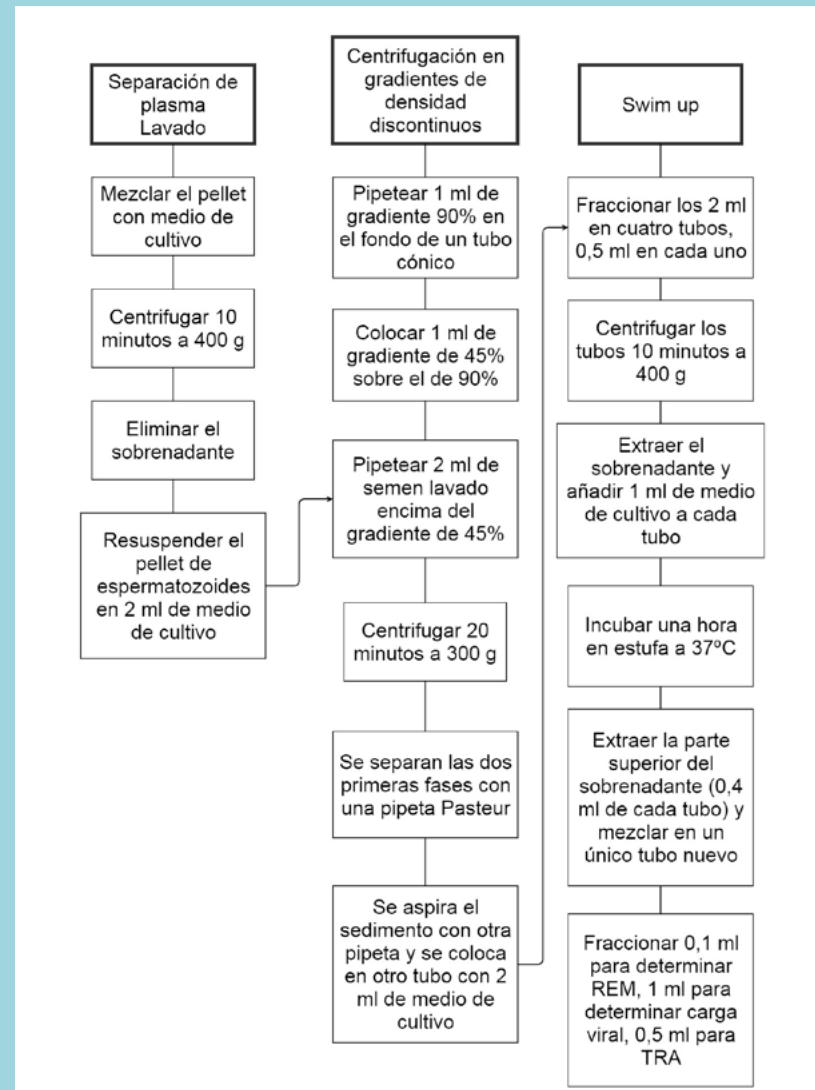 Separación de
plasma
Lavado
Mezclar el pellet
con medio de
cultivo
Centrifugar 10
minutos a 400 g
Eliminar el
sobrenadante
Resuspender el
pellet de
espermatozoides
en 2 ml de medio
de cultivo
Centrifugación en
gradientes de
densidad
discontinuos
Pipetear 1 ml de
gradiente 90% en
el fondo de un tubo
cónico
Colocar 1 ml de
gradiente de 45%
sobre el de 90%
Pipetear 2 ml de
semen lavado
encima del
gradiente de 45%
Centrifugar 20
minutos a 300 g
Se separan las dos
primeras fases con
una pipeta Pasteur
Se aspira el
sedimento con otra
pipeta y se coloca
en otro tubo con 2
ml de medio de
cultivo
Swim up
Fraccionar los 2 ml
en cuatro tubos,
0,5 ml en cada uno
Centrifugar los
tubos 10 minutos a
400 g
Extraer el
sobrenadante y
añadir 1 ml de medio
de cultivo a cada
tubo
Incubar una hora
en estufa a 37ºC
Extraer la parte
superior del
sobrenadante (0,4
ml de cada tubo) y
mezclar en un
único tubo nuevo
Fraccionar 0,1 ml
para determinar
REM, 1 ml para
determinar carga
viral, 0,5 ml para
TRA